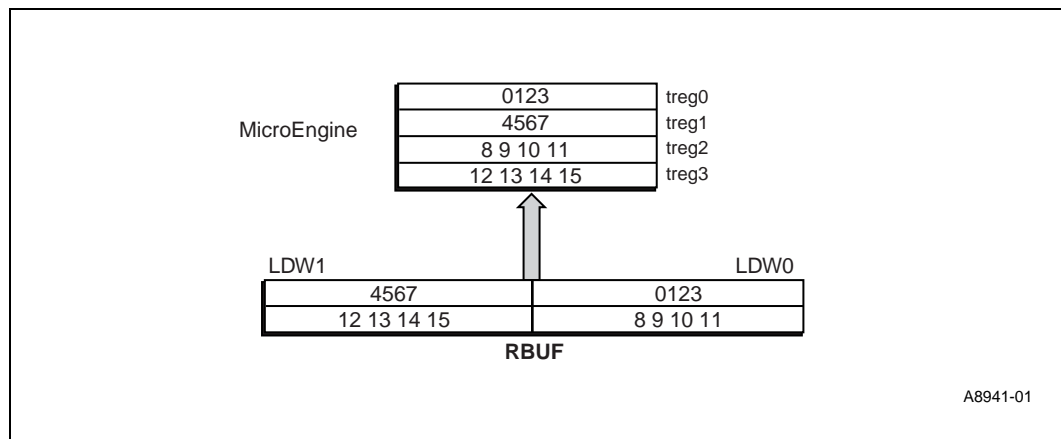 0123 treg0
MicroEngine 4567 treg1
8 9 10 11 treg2
12 13 14 15 treg3
LDW1 LDW0
4567 0123
12 13 14 15 8 9 10 11
RBUF
A8941-01